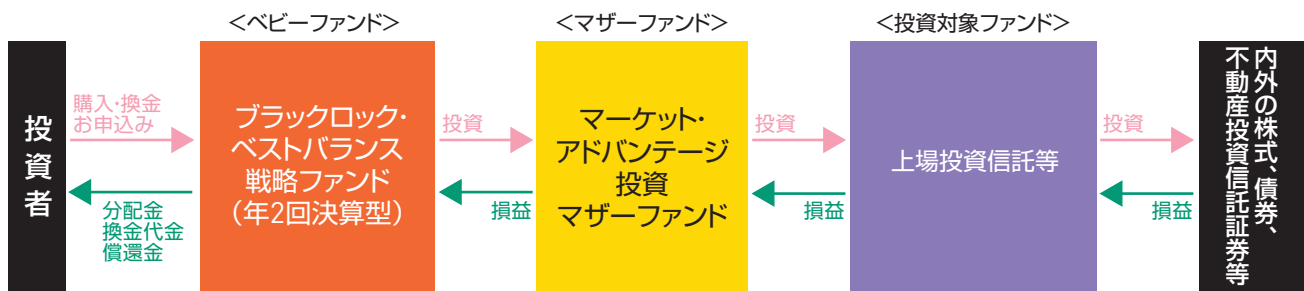 <ベビーファンド>
<マザーファンド>
<投資対象ファンド>
投資者
購入・換金
お申込み
分配金
換金代金
償還金
ブラックロック・
ベストバランス
戦略ファンド
(年2回決算型)
投資
損益
マーケット・
アドバンテージ
投資
マザーファンド
投資
損益
上場投資信託等
投資
損益
内外の株式、債券、
不動産投資信託証券等